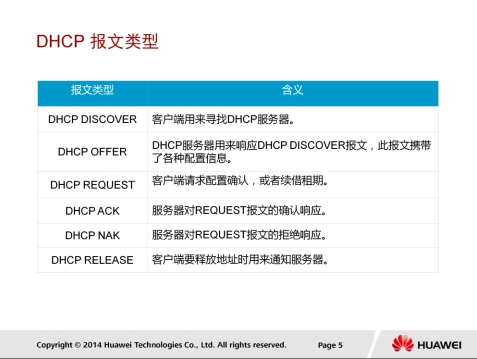 DHCP 报文类型
报文类型 含义
DHCP DISCOVER 客户端用来寻找DHCP服务器。
DHCP OFFER DHCP服务器用来响应DHCP DISCOVER报文，此报文携带
了各种配置信息。
DHCP REQUEST 客户端请求配置确认，或者续借租期。
DHCP ACK 服务器对REQUEST报文的确认响应。
DHCP NAK 服务器对REQUEST报文的拒绝响应。
DHCP RELEASE 客户端要释放地址时用来通知服务器。
Copyright © 2014 Huawei Technologies Co., Ltd. All rights reserved. Page 5 HUAWEI